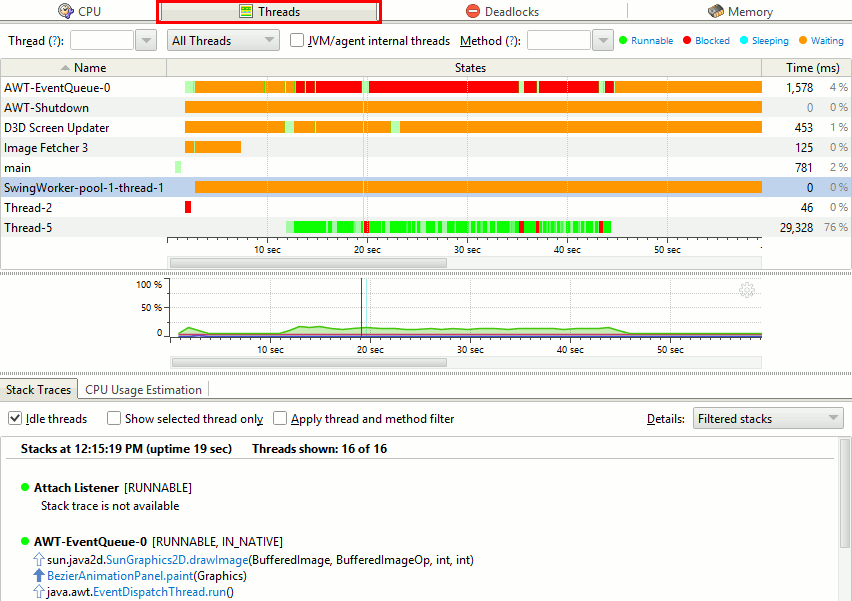 CPU Threads Deadlocks Memory
Thread (?): All Threads JVM/agent internal threads Method (?): Runnable Blocked Sleeping Waiting
Name States Time (ms)
AWT-EventQueue-0 1,578 4 %
AWT-Shutdown 0 0 %
D3D Screen Updater 453 1 %
Image Fetcher 3 125 0 %
main 781 2 %
SwingWorker-pool-1-thread-1 0 0 %
Thread-2 46 0 %
Thread-5 29,328 76 %
10 sec 20 sec 30 sec 40 sec 50 sec
100 %
50 %
0
10 sec 20 sec 30 sec 40 sec 50 sec
Stack Traces CPU Usage Estimation
Idle threads Show selected thread only Apply thread and method filter Details: Filtered stacks
Stacks at 12:15:19 PM (uptime 19 sec) Threads shown: 16 of 16
Attach Listener [RUNNABLE]
Stack trace is not available
AWT-EventQueue-0 [RUNNABLE, IN_NATIVE]
sun.java2d.SunGraphics2D.drawImage(BufferedImage, BufferedImageOp, int, int)
BezierAnimationPanel.paint(Graphics)
java.awt.EventDispatchThread.run()